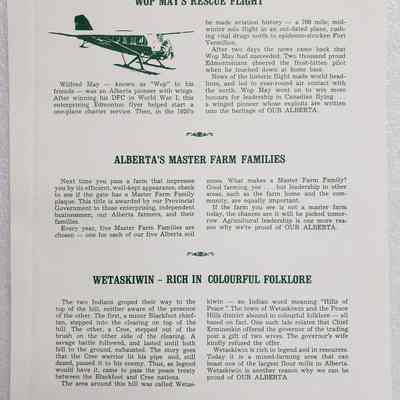 WOP MAY'S RESCUE FLIGHT
Wilfred May — known as "Wop" to his
friends — was an Alberta pioneer with wings.
After winning his DFC in World War I, this
enterprising Edmonton flyer helped start a
one-plane charter service. Then, in the 1920's
be made aviation history — a 700 mile, mid-
winter solo flight in an out-dated plane, rush-
ing vital drugs north to epidemic-stricken Fort
Vermilion.
After two days the news came back that
Wop May had succeeded. Two thousand proud
Edmontonians cheered the frost-bitten pilot
when he touched down at home base.
News of the historic flight made world head-
lines, and led to year-round air contact with
the north. Wop May went on to win more
honours for leadership in Canadian flying . . .
a winged pioneer whose exploits are written
into the heritage of OUR ALBERTA.
ALBERTA'S MASTER FARM FAMILIES
Next time you pass a farm that impresses
you by its efficient, well-kept appearance, check
to see if the gate has a Master Farm Family
plaque. This title is awarded by our Provincial
Government to those enterprising, independent
businessmen, our Alberta farmers, and their
families.
Every year, five Master Farm Families are
chosen — one for each of our five Alberta soil
zones. What makes a Master Farm Family?
Good farming, yes . . . but leadership in other
areas, such as the farm home and the com-
munity, are equally important.
If the farm you see is not a master farm
today, the chances are it will be picked tomor-
row. Agricultural leadership is one more rea-
son why we're proud of OUR ALBERTA.
WETASKIWIN – RICH IN COLOURFUL FOLKLORE
The two Indians groped their way to the
top of the hill, neither aware of the presence
of the other. The first, a minor Blackfoot chief-
tan, stepped into the clearing on top of the
hill. The other, a Cree, stepped out of the
brush on the other side of the clearing. A
savage battle followed, and lasted until both
fell to the ground, exhausted. The story goes
that the Cree warrior lit his pipe and, still
dazed, passed it to his enemy. Thus, as legend
would have it, came to pass the peace treaty
between the Blackfoot and Cree nations.
The area around this hill was called Wetas-
kiwin — an Indian word meaning "Hills of
Peace." The town of Wetaskiwin and the Peace
Hills district abound in colourful folklore — all
based on fact. One such tale relates that Chief
Ermineskin offered the governor of the trading
post a gift of two wives. The governor's wife
kindly refused the offer.
Wetaskiwin is rich in legend and in resources.
Today it is a mixed-farming area that can
boast one of the largest flour mills in Alberta.
Wetaskiwin is another reason why we can be
proud of OUR ALBERTA.